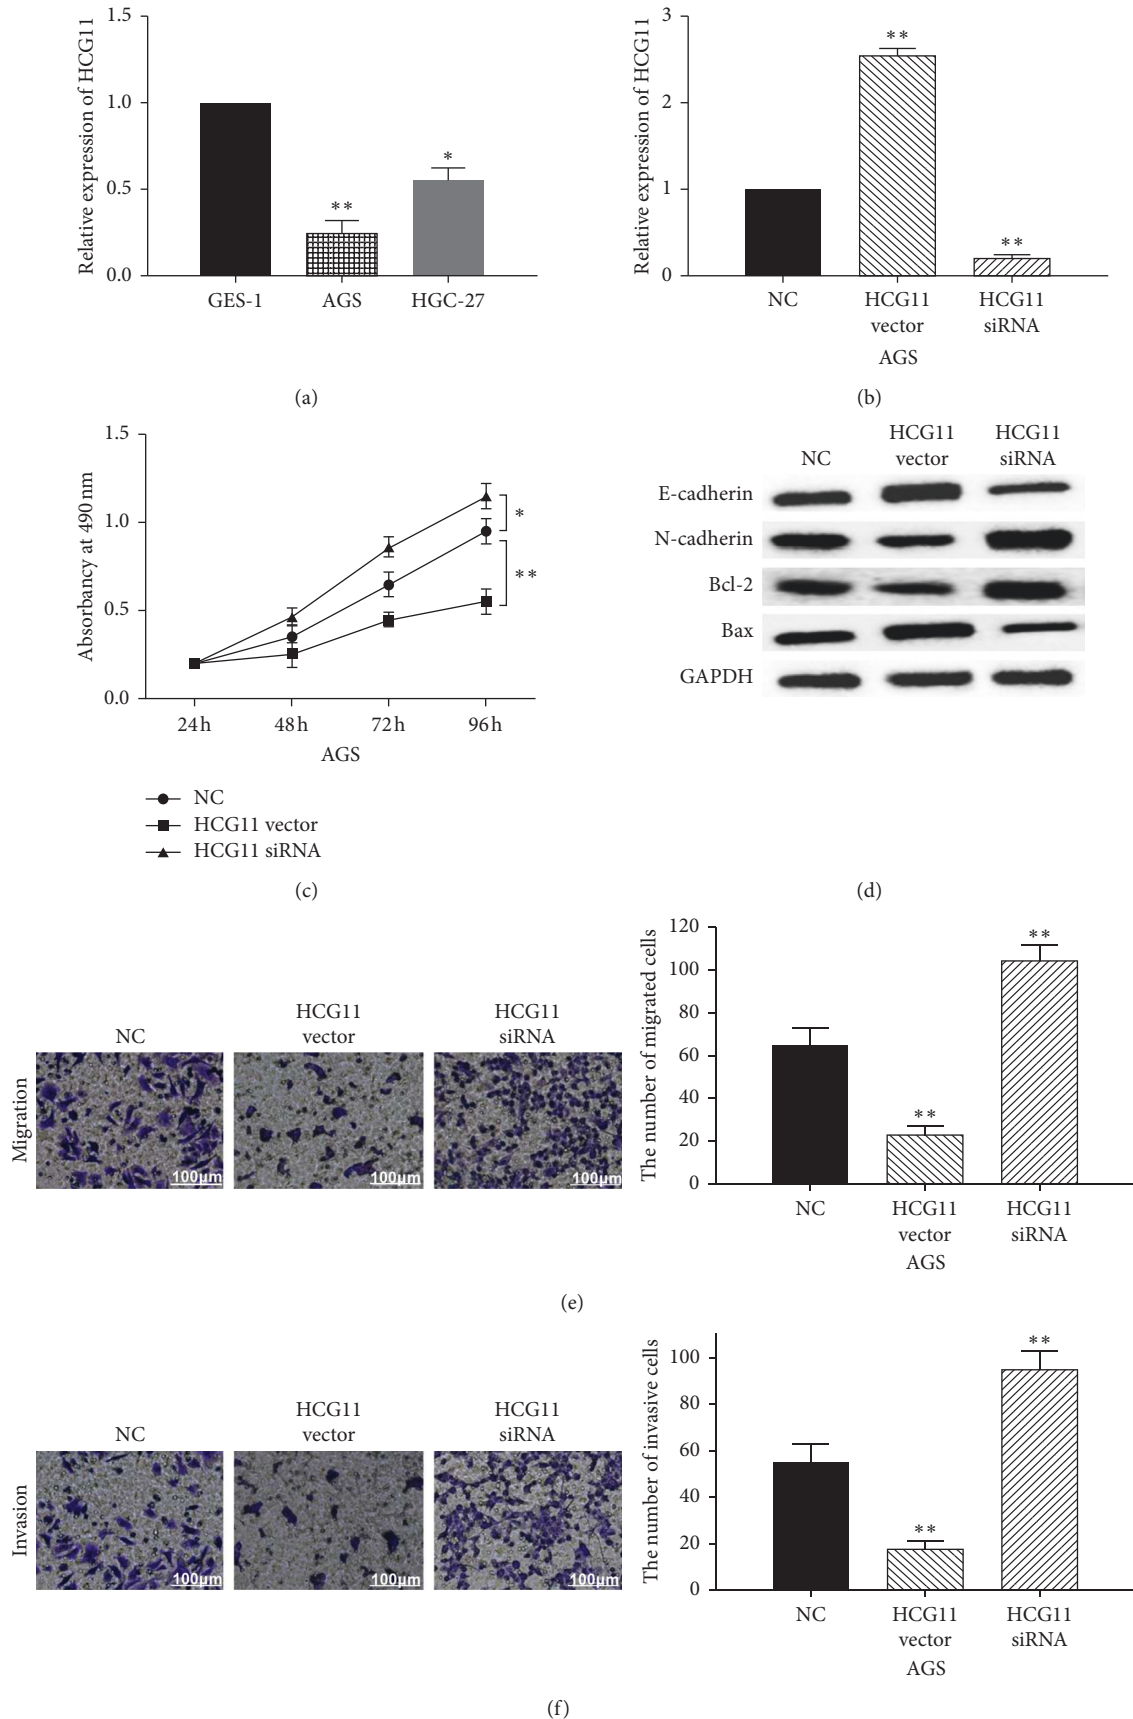 Relative expression of HCG11
1.5
1.0
0.5
0.0
**
*
GES-1 AGS HGC-27
(a)
Relative expression of HCG11
3
2
1
0
**
**
NC HCG11 vector HCG11 siRNA
AGS
(b)
Absorbancy at 490 nm
1.5
1.0
0.5
0.0
*
**
24 h 48 h 72 h 96 h
AGS
NC
HCG11 vector
HCG11 siRNA
(c)
NC HCG11 vector HCG11 siRNA
E-cadherin
N-cadherin
Bcl-2
Bax
GAPDH
(d)
NC HCG11 vector HCG11 siRNA
Migration
100μm 100μm 100μm
The number of migrated cells
120
100
80
60
40
20
0
**
**
NC HCG11 vector HCG11 siRNA
AGS
(e)
NC HCG11 vector HCG11 siRNA
Invasion
100μm 100μm 100μm
The number of invasive cells
100
80
60
40
20
0
**
**
NC HCG11 vector HCG11 siRNA
AGS
(f)